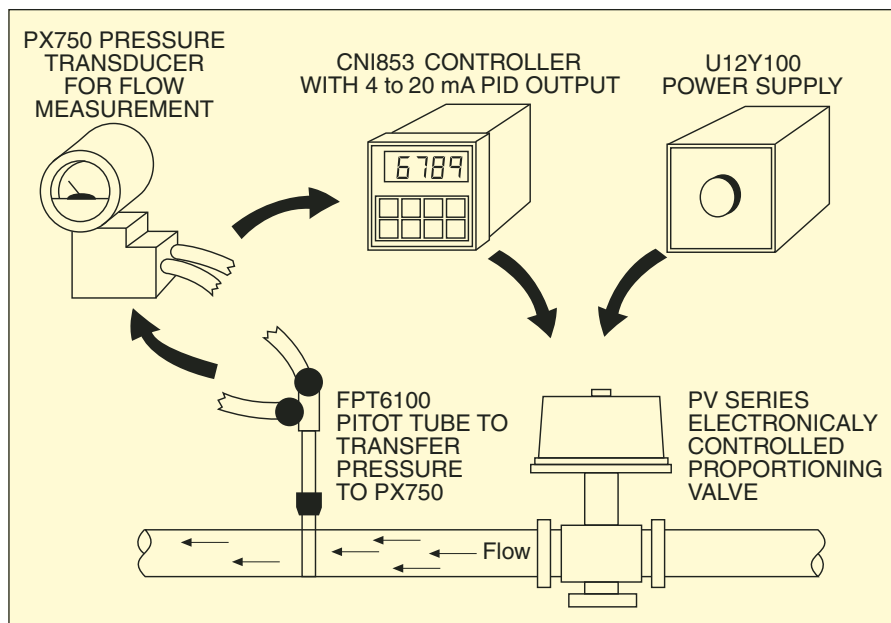 PX750 PRESSURE
TRANSDUCER
FOR FLOW
MEASUREMENT
CNI853 CONTROLLER
WITH 4 to 20 mA PID OUTPUT
U12Y100
POWER SUPPLY
6789
FPT6100
PITOT TUBE TO
TRANSFER
PRESSURE
TO PX750
PV SERIES
ELECTRONICALY
CONTROLLED
PROPORTIONING
VALVE
Flow